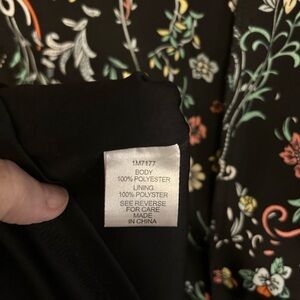 1M7177
BODY
100% POLYESTER
LINING
100% POLYESTER
SEE REVERSE
FOR CARE
MADE
IN CHINA